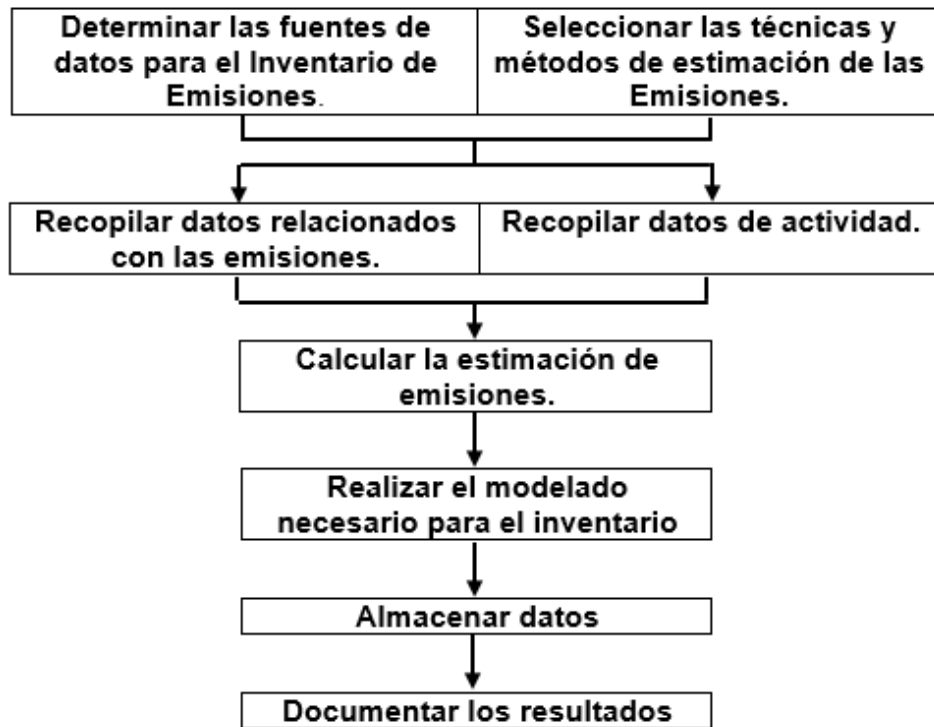 Determinar las fuentes de
datos para el Inventario de
Emisiones.
Seleccionar las técnicas y
métodos de estimación de las
Emisiones.
Recopilar datos relacionados
con las emisiones.
Recopilar datos de actividad.
Calcular la estimación de
emisiones.
Realizar el modelado
necesario para el inventario
Almacenar datos
Documentar los resultados